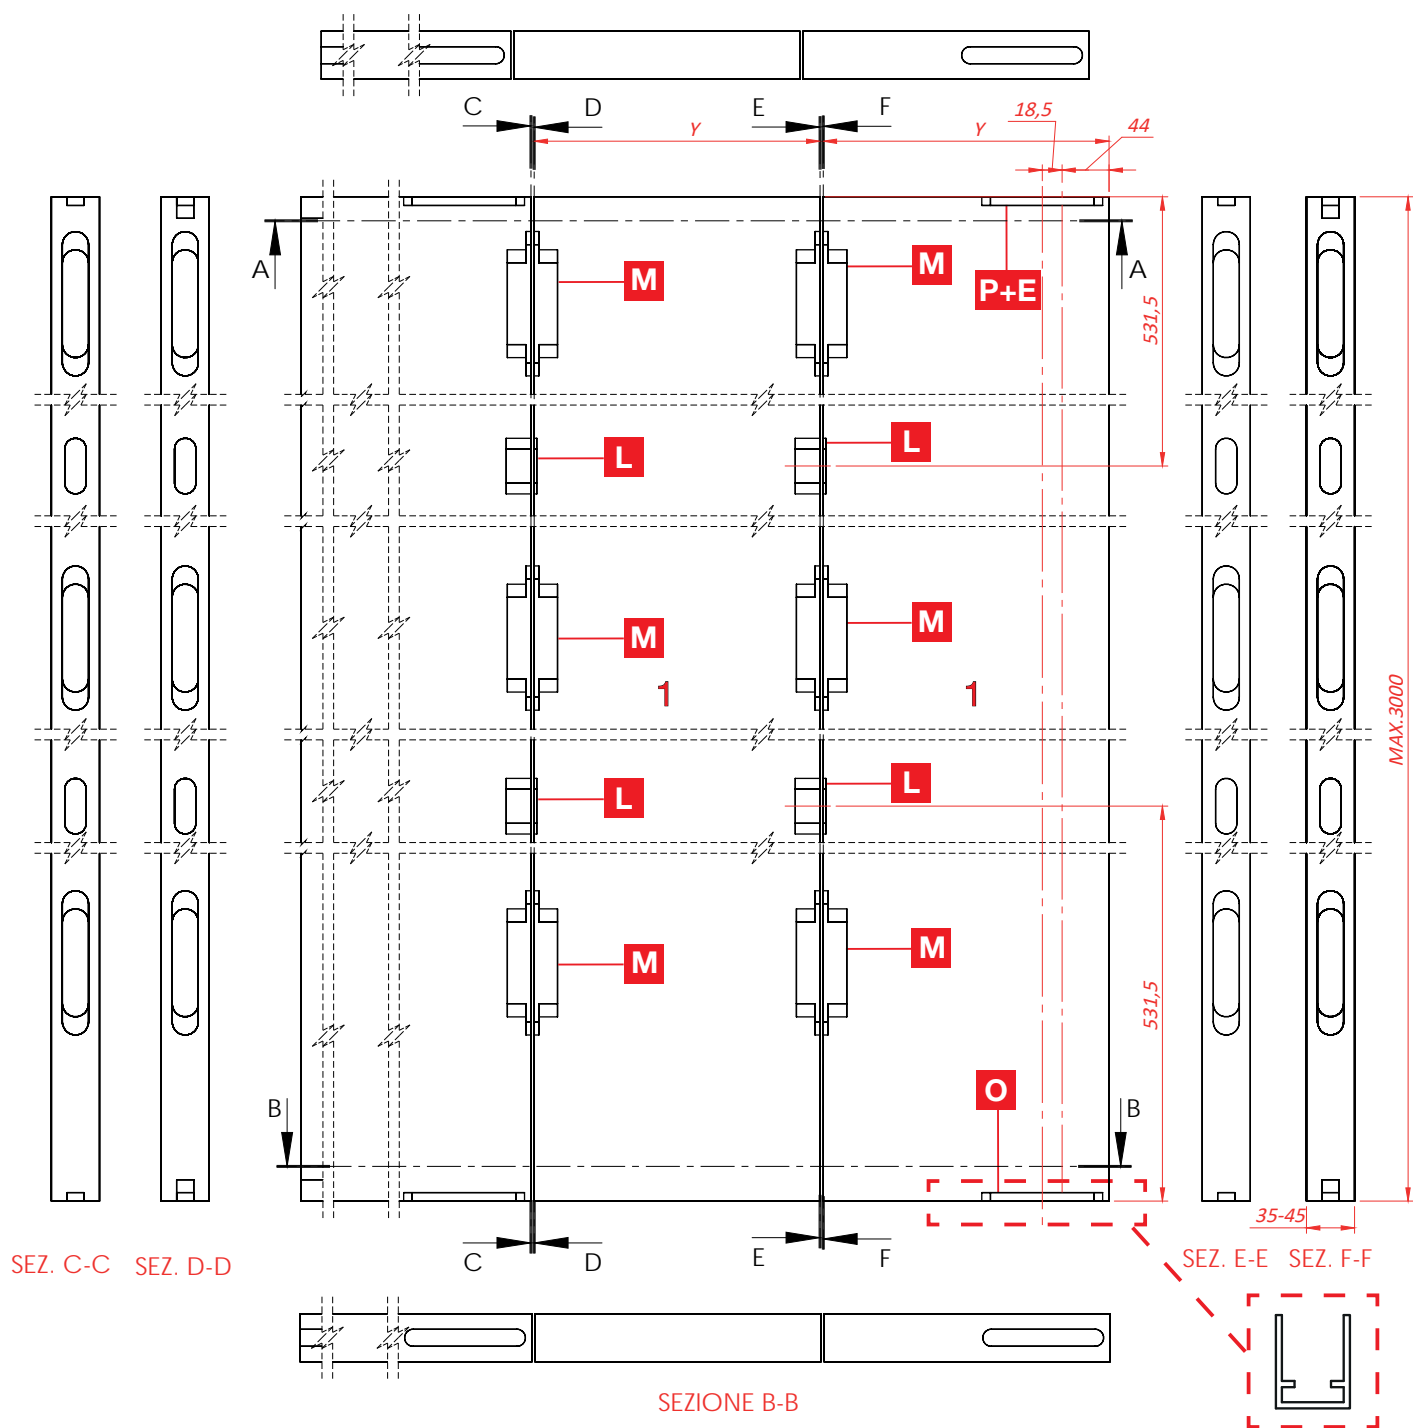 C D E F
Y Y 18,5 44
A M M P+E A
531,5
L L
M M
1 1
MAX.3000
L L
M M
531,5
B O B
35-45
C D E F
SEZ. C-C SEZ. D-D SEZ. E-E SEZ. F-F
SEZIONE B-B